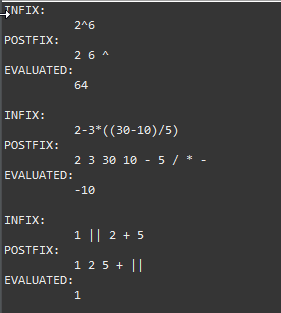 INFIX:
2^6
POSTFIX:
2 6 ^
EVALUATED:
64
INFIX:
2-3*((30-10)/5)
POSTFIX:
2 3 30 10 - 5 / * -
EVALUATED:
-10
INFIX:
1 || 2 + 5
POSTFIX:
1 2 5 + ||
EVALUATED:
1